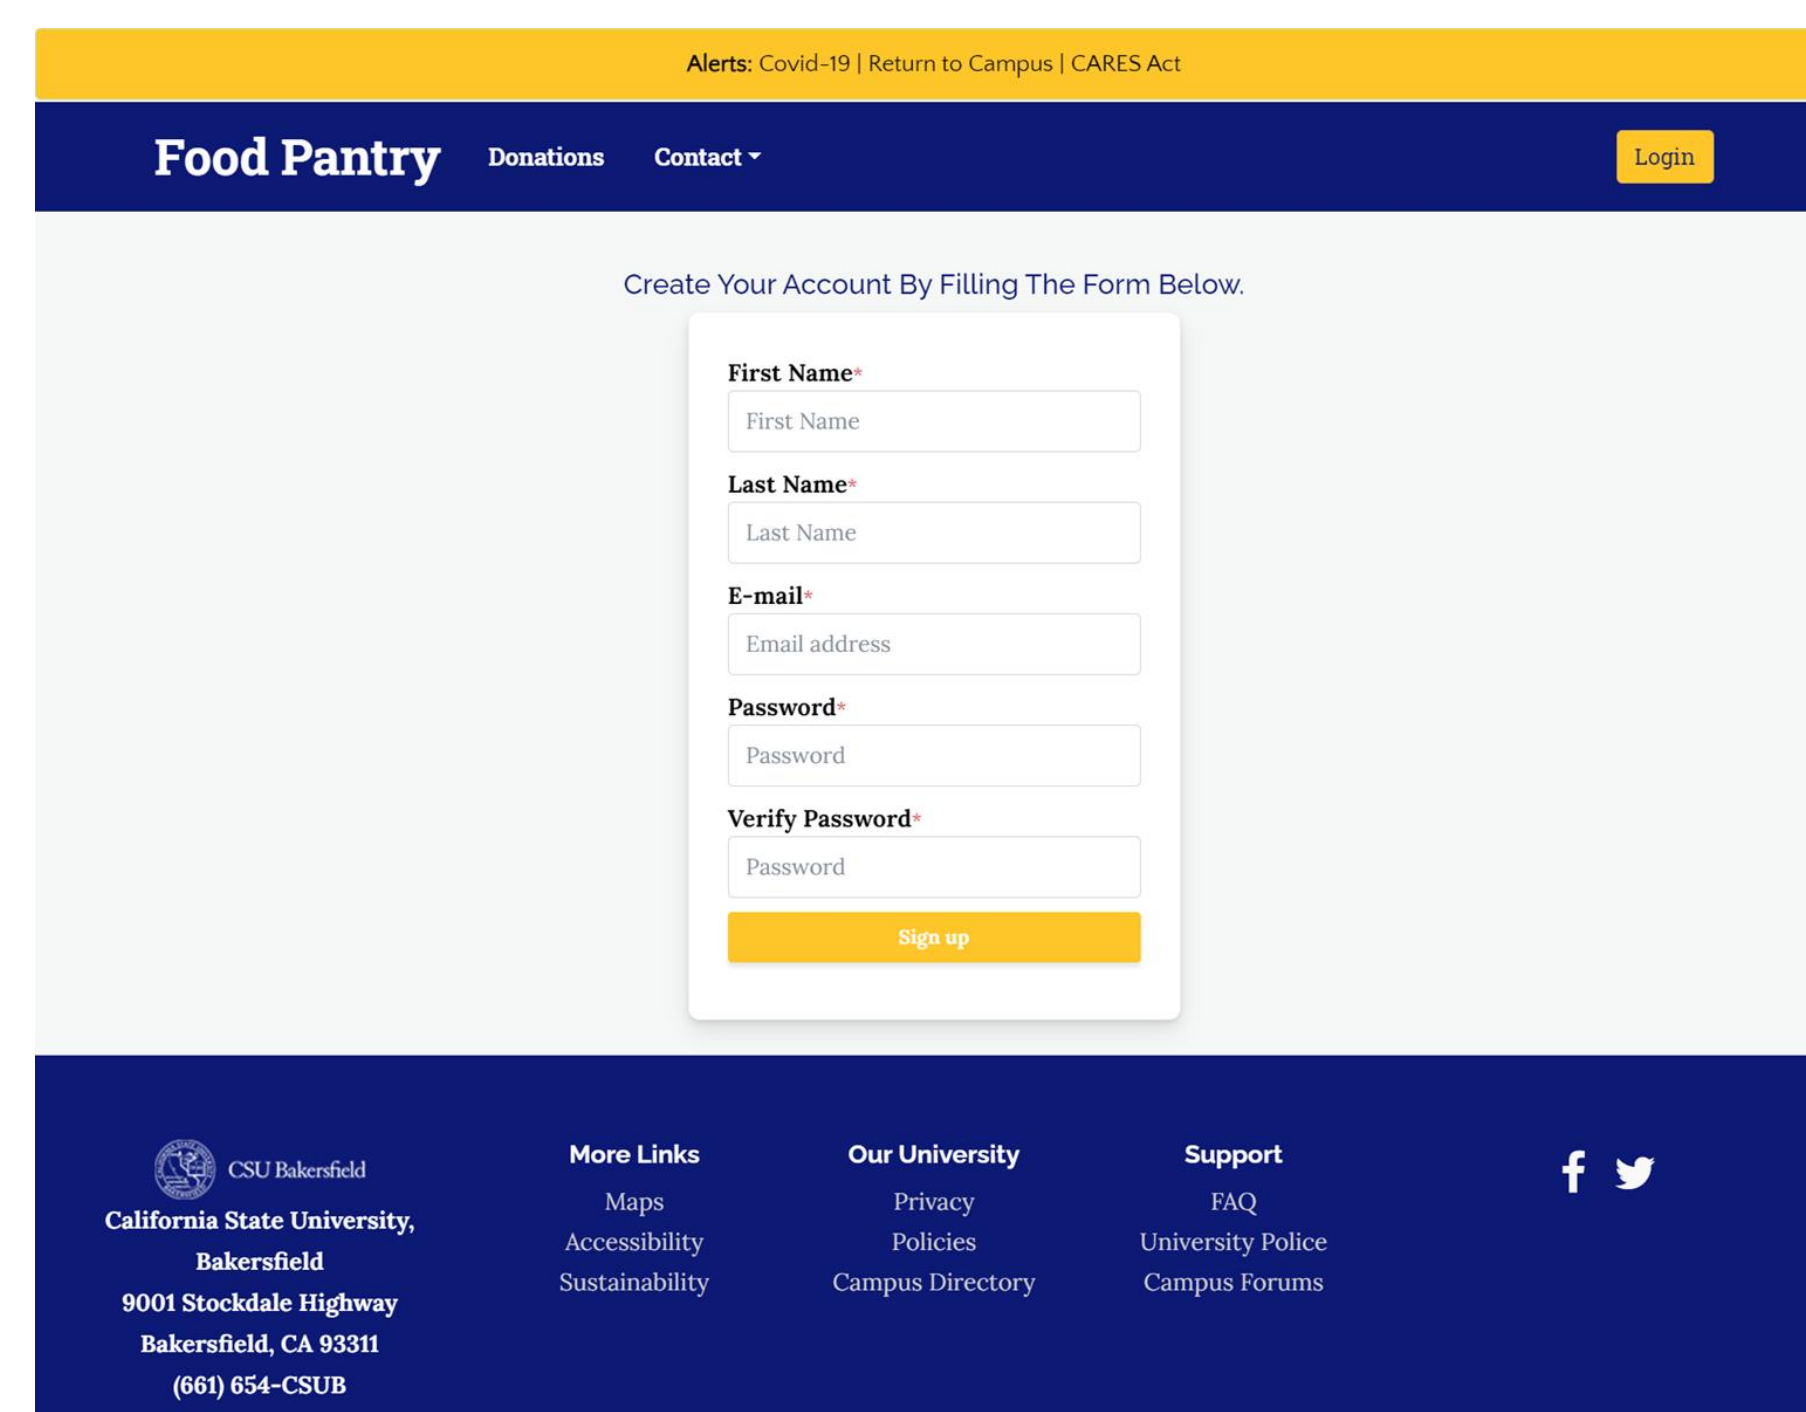 Alerts: Covid-19 | Return to Campus | CARES Act
Food Pantry
Donations
Contact
Login
Create Your Account By Filling The Form Below.
First Name*
First Name
Last Name*
Last Name
E-mail*
Email address
Password*
Password
Verify Password*
Password
Sign up
CSU Bakersfield
California State University,
Bakersfield
9001 Stockdale Highway
Bakersfield, CA 93311
(661) 654-CSUB
More Links
Maps
Accessibility
Sustainability
Our University
Privacy
Policies
Campus Directory
Support
FAQ
University Police
Campus Forums